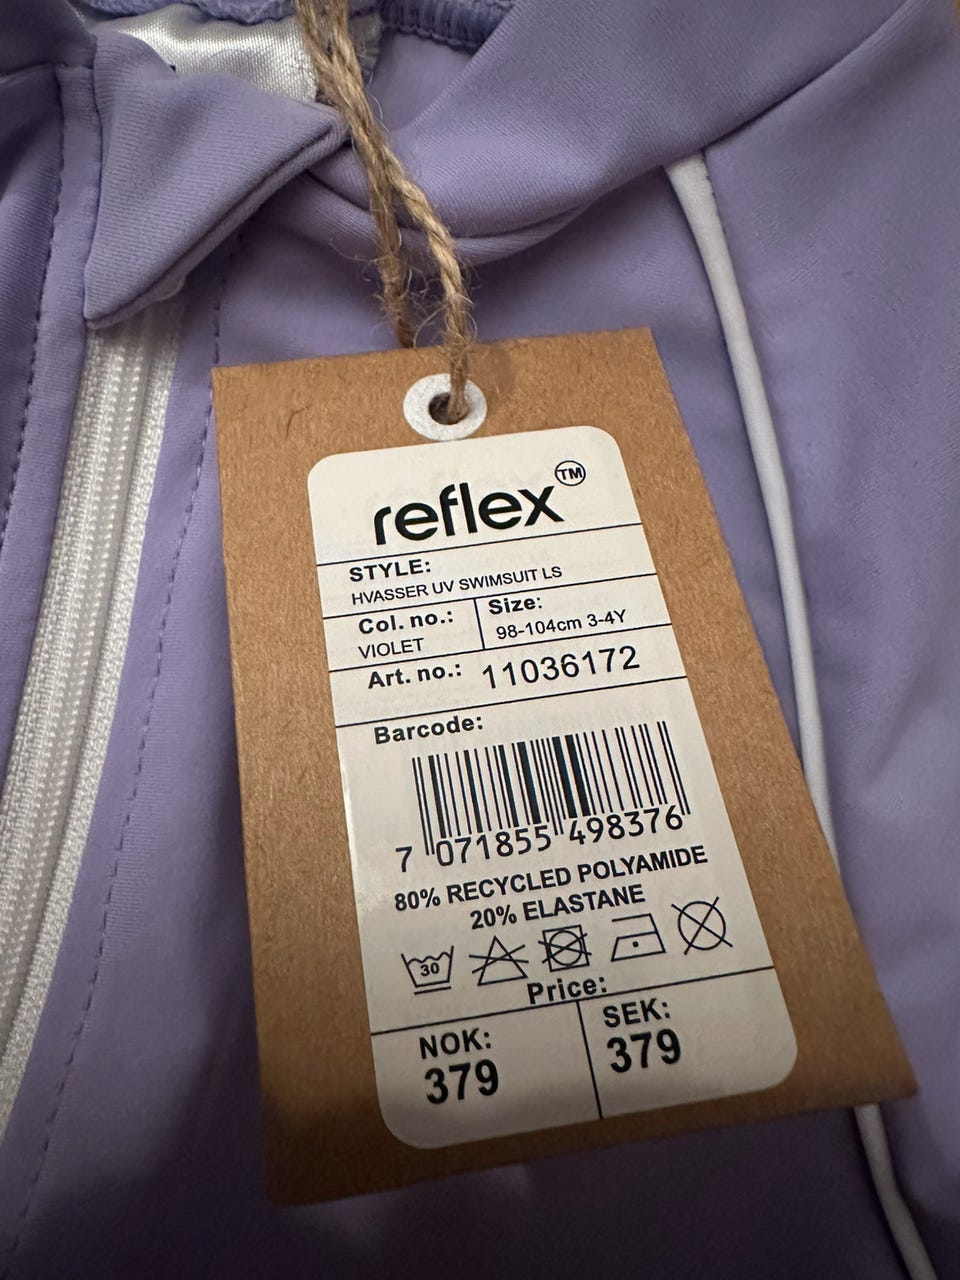 reflex™
STYLE:
HVASSER UV SWIMSUIT LS
Col. no.:
VIOLET
Size:
98-104cm 3-4Y
Art. no.: 11036172
Barcode:
7 071855 498376
80% RECYCLED POLYAMIDE
20% ELASTANE
30
Price:
NOK:
379
SEK:
379